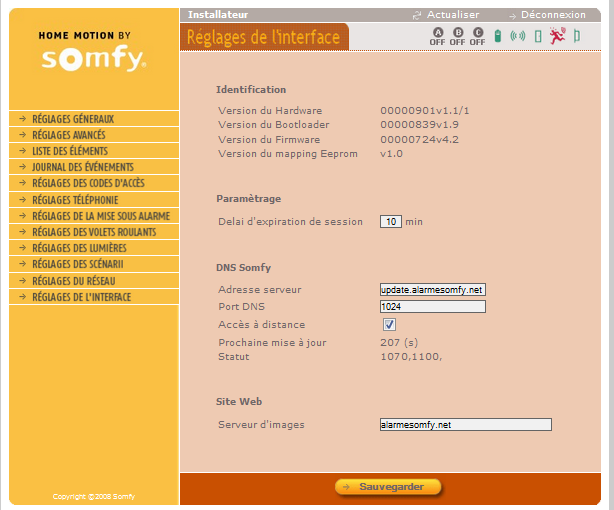 Installateur
Actualiser
Déconnexion
HOME MOTION BY
somfy.
Réglages de l'interface
A B C
OFF OFF OFF
→ RÉGLAGES GÉNERAUX
→ RÉGLAGES AVANCÉS
→ LISTE DES ÉLÉMENTS
→ JOURNAL DES ÉVÉNEMENTS
→ RÉGLAGES DES CODES D'ACCÈS
→ RÉGLAGES TÉLÉPHONIE
→ RÉGLAGES DE LA MISE SOUS ALARME
→ RÉGLAGES DES VOLETS ROULANTS
→ RÉGLAGES DES LUMIÈRES
→ RÉGLAGES DES SCÉNARII
→ RÉGLAGES DU RÉSEAU
→ RÉGLAGES DE L'INTERFACE
Copyright ©2008 Somfy
Identification
Version du Hardware 00000901v1.1/1
Version du Bootloader 00000839v1.9
Version du Firmware 00000724v4.2
Version du mapping Eeprom v1.0
Paramètrage
Delai d'expiration de session 10 min
DNS Somfy
Adresse serveur update.alarmesomfy.net
Port DNS 1024
Accès à distance
Prochaine mise à jour 207 (s)
Statut 1070,1100,
Site Web
Serveur d'images alarmesomfy.net
→ Sauvegarder